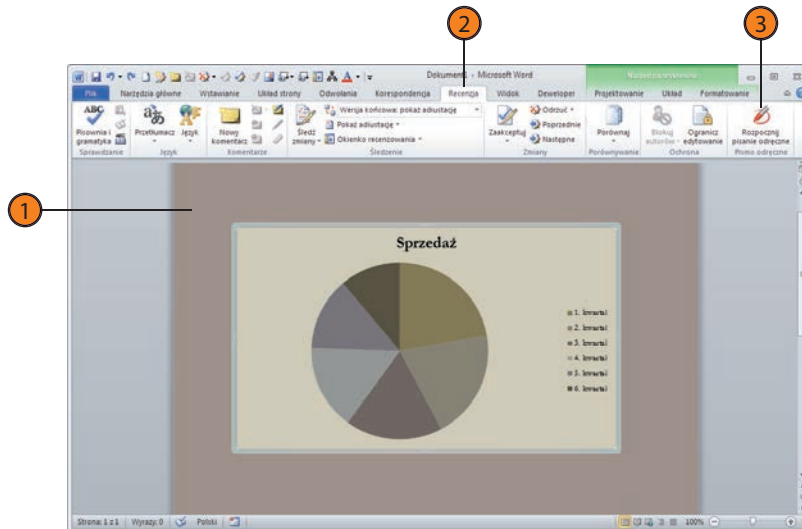 2
3
Dokument1 - Microsoft Word
Plik Narzędzia główne Wstawianie Układ strony Odwołania Korespondencja Recenzja Widok Deweloper Projektowanie Układ Formatowanie
Pisownia i gramatyka
Sprawdzanie
Przetłumacz Język
Język
Nowy komentarz
Komentarze
Śledź zmiany
Wersja końcowa: pokaż adiustację
Pokaż adiustację
Okienko recenzowania
Śledzenie
Zaakceptuj
Odrzuć
Poprzednie
Następne
Zmiany
Porównaj
Porównywanie
Blokuj autorów
Ogranicz edytowanie
Ochrona
Rozpocznij pisanie odręczne
Pismo odręczne
1
Sprzedaż
1. kwartał
2. kwartał
3. kwartał
4. kwartał
5. kwartał
6. kwartał
Strona: 1 z 1 Wyrazy: 0 Polski 100%